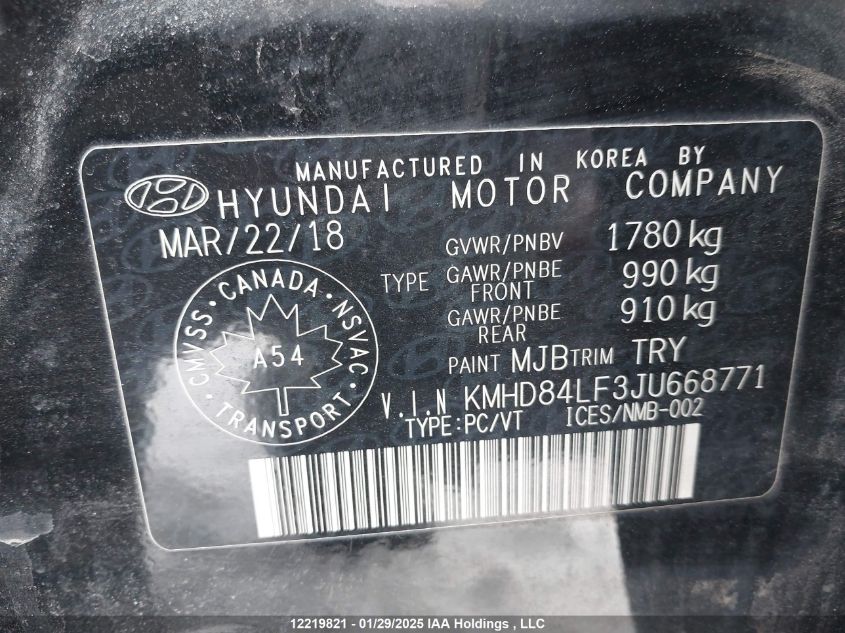 MANUFACTURED IN KOREA BY
HYUNDAI MOTOR COMPANY
MAR/22/18
GVWR/PNBV 1780 kg
TYPE GAWR/PNBE FRONT 990 kg
GAWR/PNBE REAR 910 kg
PAINT MJB TRIM TRY
V.I.N KMHD84LF3JU668771
TYPE:PC/VT ICES/NMB-002
CANADA · NSVAC · TRANSPORT · CMVSS ·
A54
12219821 - 01/29/2025 IAA Holdings , LLC